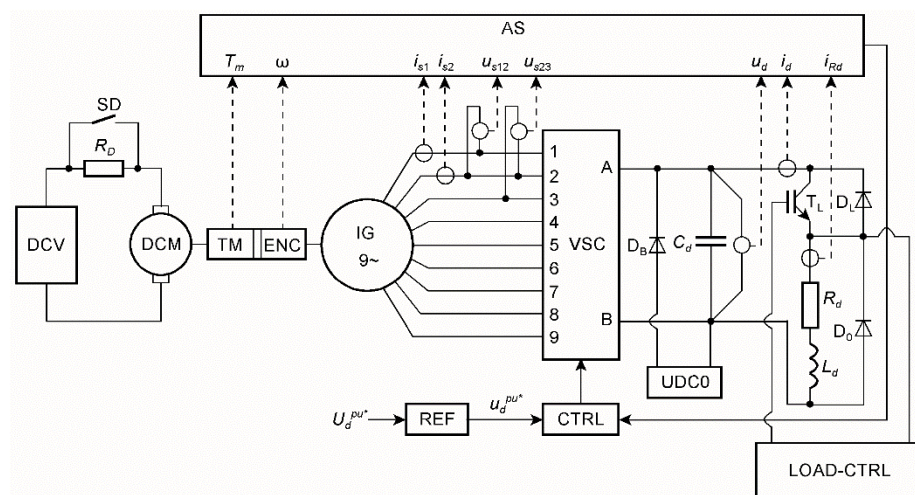 AS
T_m ω i_s1 i_s2 u_s12 u_s23 u_d i_d i_Rd
SD
R_D
DCV
DCM
TM
ENC
IG
9~
1
2
3
4
5
6
7
8
9
VSC
A
B
D_B
C_d
T_L
D_L
R_d
L_d
D_0
UDC0
U_d^pu*
REF
u_d^pu*
CTRL
LOAD-CTRL